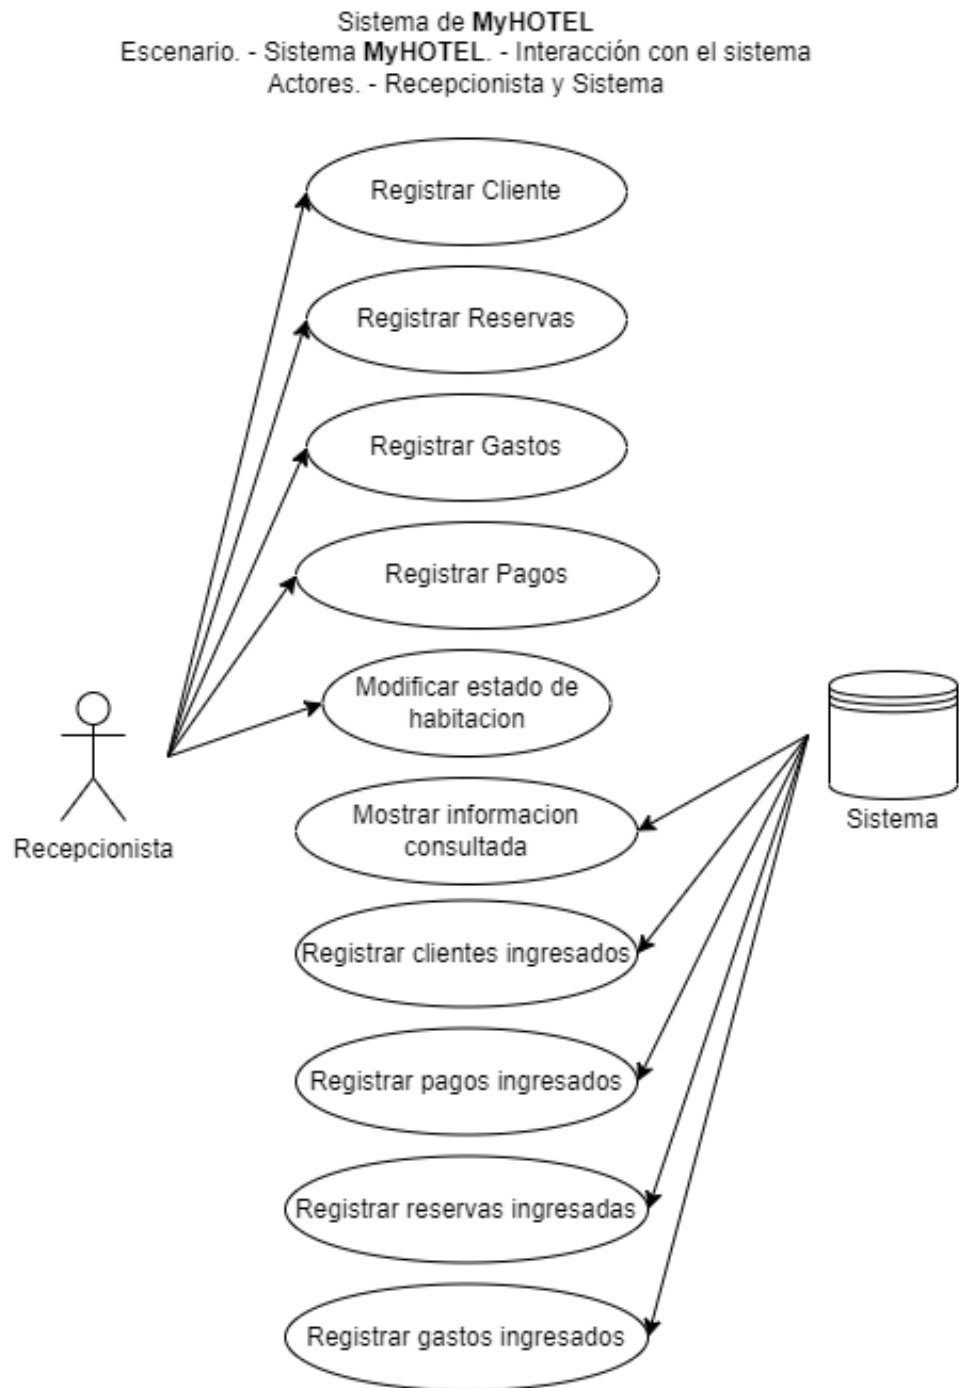 Sistema de MyHOTEL
Escenario. - Sistema MyHOTEL. - Interacción con el sistema
Actores. - Recepcionista y Sistema
Registrar Cliente
Registrar Reservas
Registrar Gastos
Registrar Pagos
Modificar estado de
habitacion
Recepcionista
Mostrar informacion
consultada
Sistema
Registrar clientes ingresados
Registrar pagos ingresados
Registrar reservas ingresadas
Registrar gastos ingresados